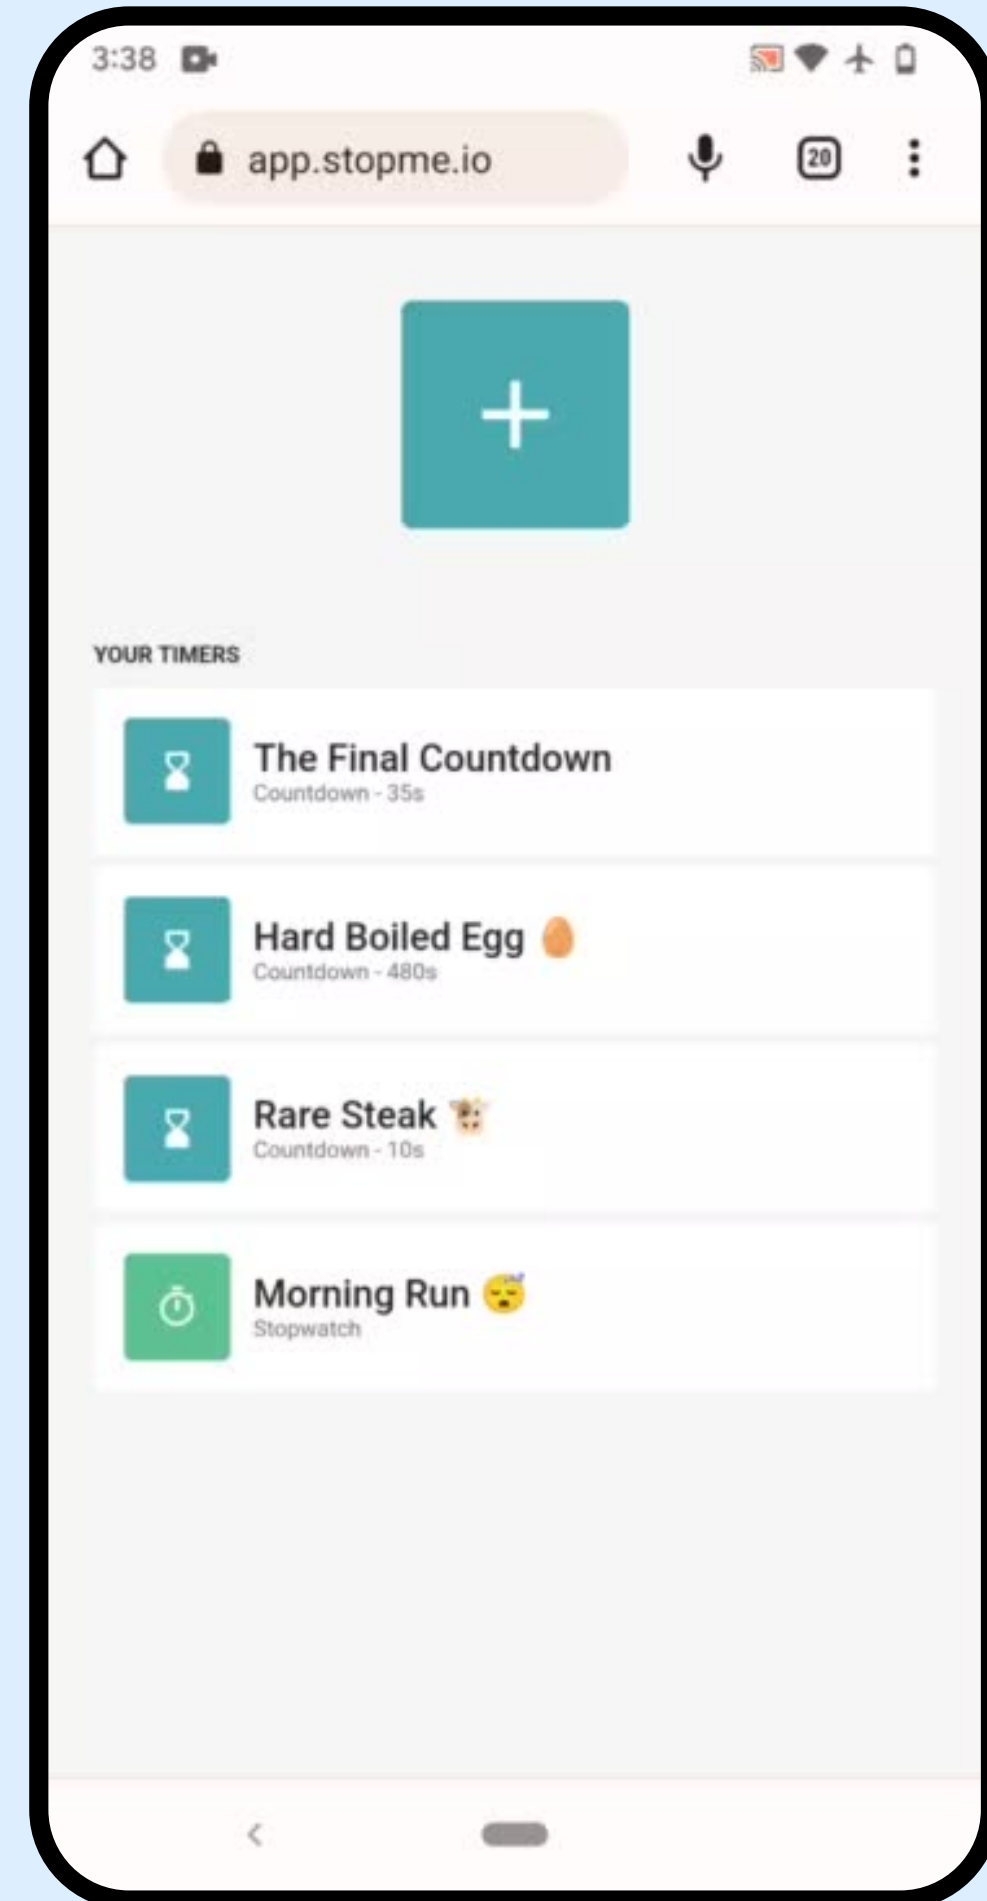 3:38
app.stopme.io
20
YOUR TIMERS
The Final Countdown
Countdown - 35s
Hard Boiled Egg 🥚
Countdown - 480s
Rare Steak 🐮
Countdown - 10s
Morning Run 😴
Stopwatch